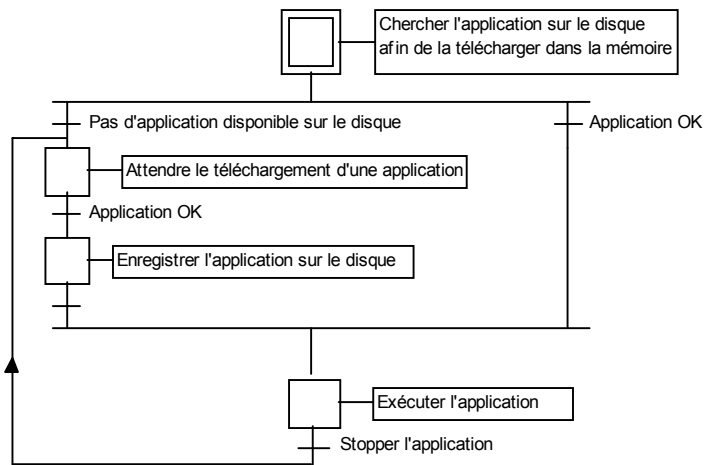 Chercher l'application sur le disque
afin de la télécharger dans la mémoire
Pas d'application disponible sur le disque
Application OK
Attendre le téléchargement d'une application
Application OK
Enregistrer l'application sur le disque
Exécuter l'application
Stopper l'application